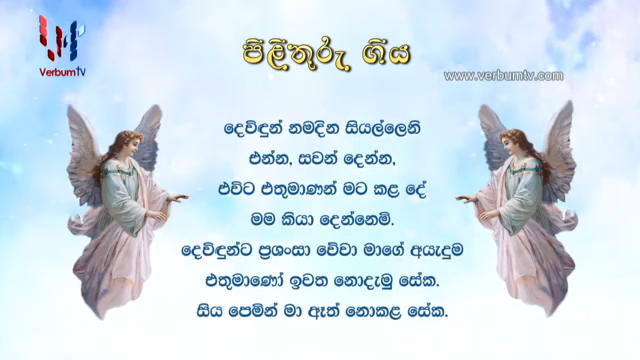 පිළිතුරු ගීය
VerbumTV
www.verbumtv.com
දෙවිඳුන් නමදින සියල්ලෙනි
එන්න, සවන් දෙන්න,
එවිට එතුමාණන් මට කළ දේ
මම කියා දෙන්නෙමි.
දෙවිඳුන්ට ප්‍රශංසා වේවා මාගේ අයැදුම
එතුමාණෝ ඉවත නොදැමු සේක.
සිය පෙමින් මා ඈත් නොකළ සේක.